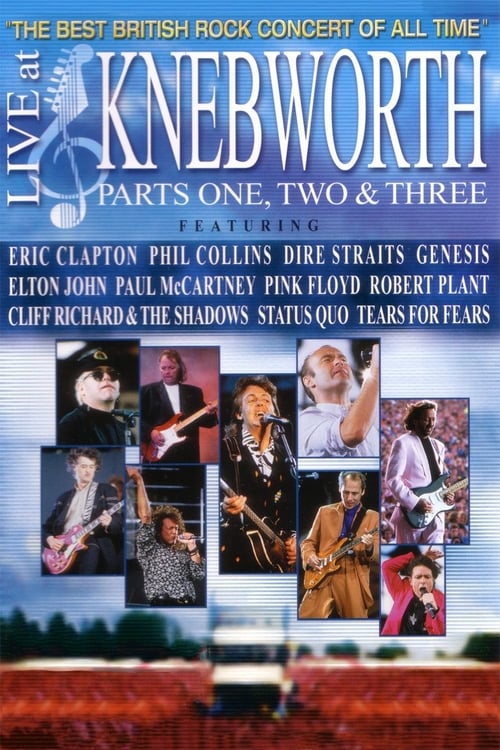 "THE BEST BRITISH ROCK CONCERT OF ALL TIME"
LIVE at
KNEBWORTH
PARTS ONE, TWO & THREE
FEATURING
ERIC CLAPTON PHIL COLLINS DIRE STRAITS GENESIS
ELTON JOHN PAUL McCARTNEY PINK FLOYD ROBERT PLANT
CLIFF RICHARD & THE SHADOWS STATUS QUO TEARS FOR FEARS